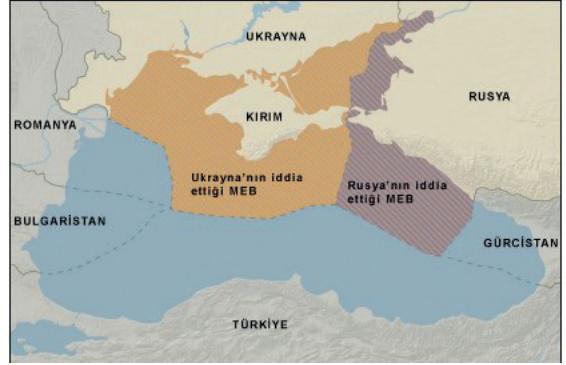 UKRAYNA
RUSYA
KIRIM
ROMANYA
Ukrayna'nın iddia
ettiği MEB
Rusya'nın iddia
ettiği MEB
BULGARİSTAN
GÜRCİSTAN
TÜRKİYE